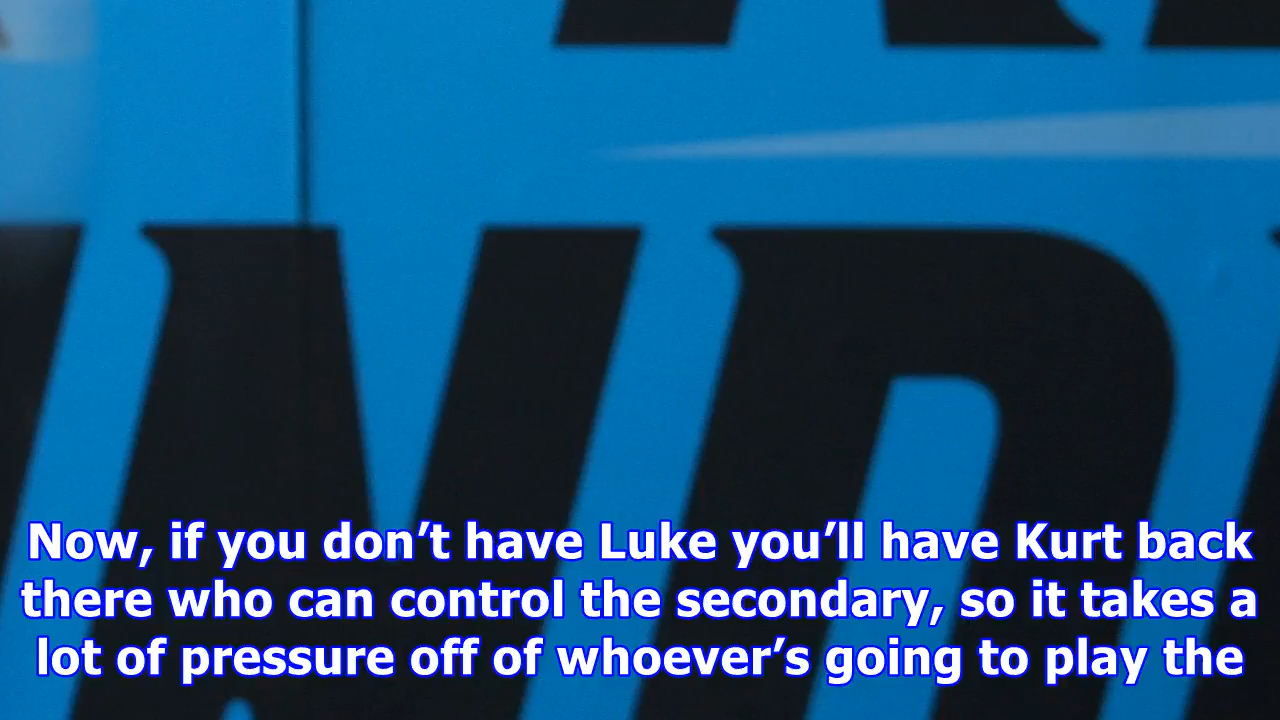 Now, if you don’t have Luke you’ll have Kurt back
there who can control the secondary, so it takes a
lot of pressure off of whoever’s going to play the